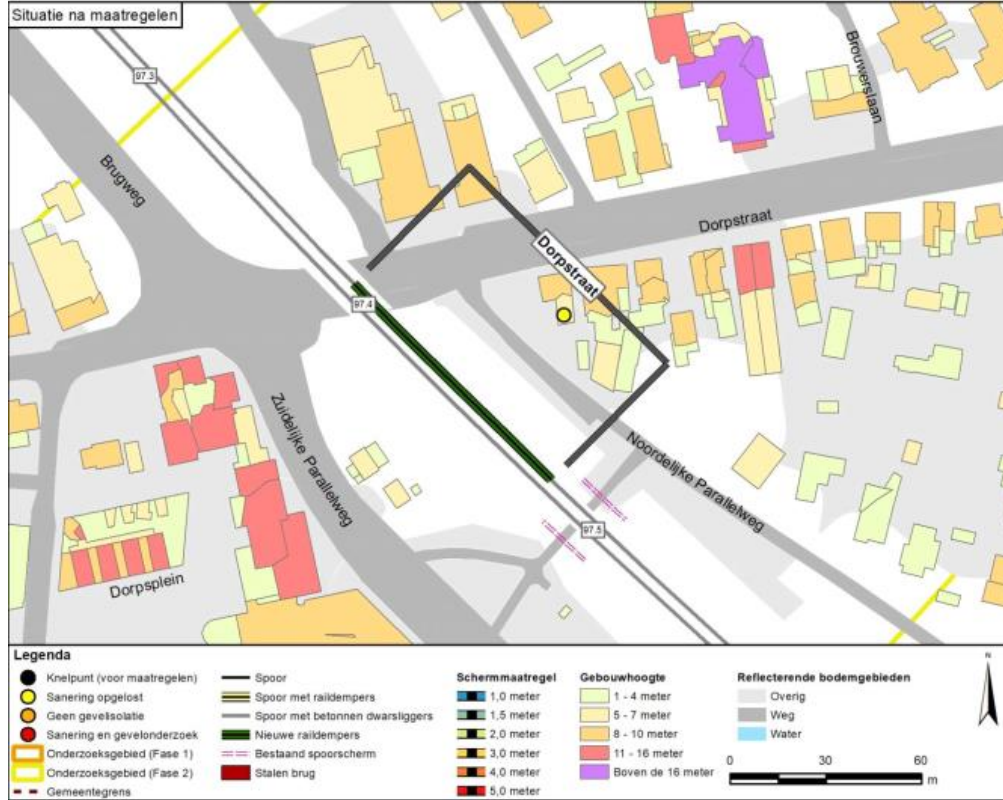 Situatie na maatregelen
97.3
Brugweg
Brouwerslaan
Dorpstraat
Dorpstraat
97.4
Zuidelijke Parallelweg
Noordelijke Parallelweg
97.5
Dorpsplein
Legenda
Knelpunt (voor maatregelen)
Sanering opgelost
Geen gevelisolatie
Sanering en gevelonderzoek
Onderzoeksgebied (Fase 1)
Onderzoeksgebied (Fase 2)
Gemeentegrens
Spoor
Spoor met raildempers
Spoor met betonnen dwarsliggers
Nieuwe raildempers
Bestaand spoorscherm
Stalen brug
Schermmaatregel
1,0 meter
1,5 meter
2,0 meter
3,0 meter
4,0 meter
5,0 meter
Gebouwhoogte
1 - 4 meter
5 - 7 meter
8 - 10 meter
11 - 16 meter
Boven de 16 meter
Reflecterende bodemgebieden
Overig
Weg
Water
N
0 30 60
m